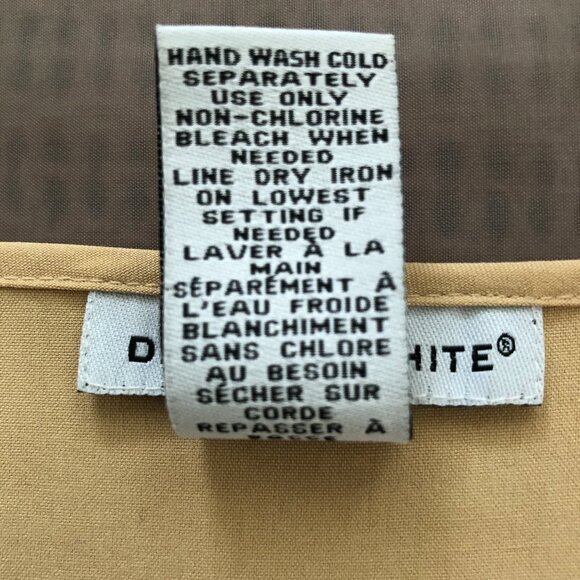 HAND WASH COLD
SEPARATELY
USE ONLY
NON-CHLORINE
BLEACH WHEN
NEEDED
LINE DRY IRON
ON LOWEST
SETTING IF
NEEDED
LAVER À LA
MAIN
SÉPARÉMENT À
L'EAU FROIDE
BLANCHIMENT
SANS CHLORE
AU BESOIN
SÉCHER SUR
CORDE
REPASSER À